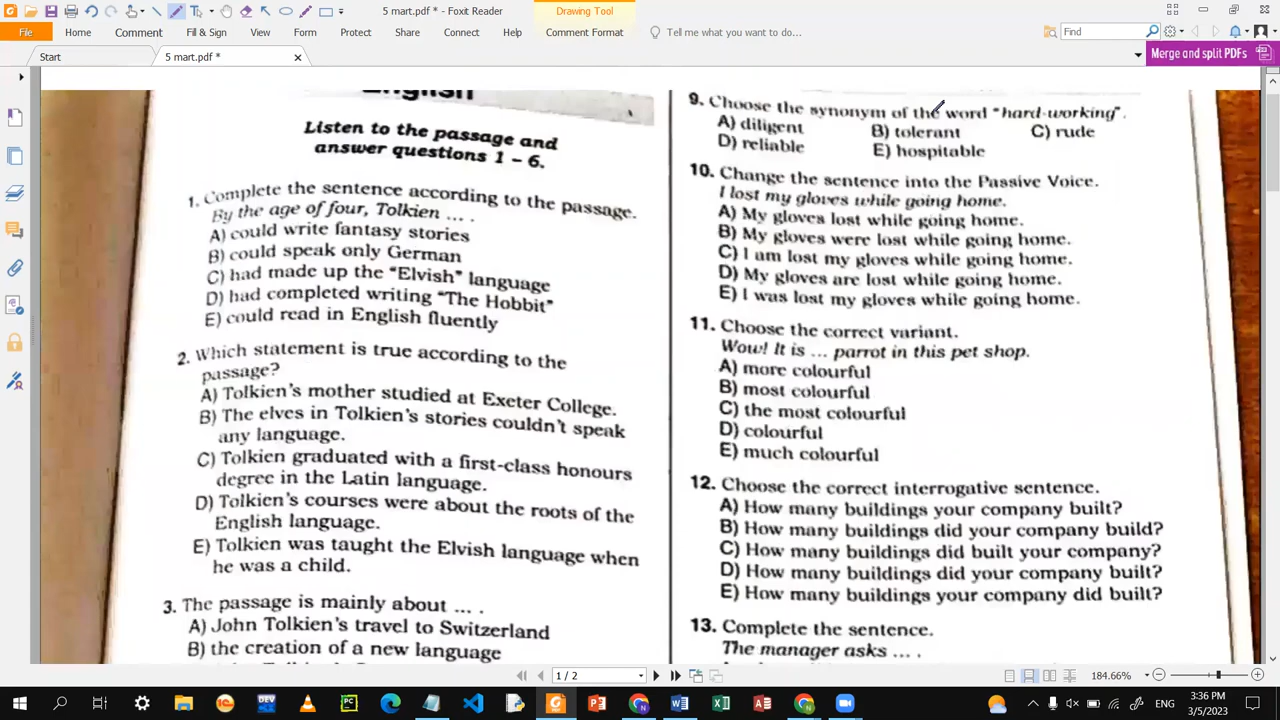 5 mart.pdf * - Foxit Reader
Drawing Tool
File
Home
Comment
Fill & Sign
View
Form
Protect
Share
Connect
Help
Comment Format
Tell me what you want to do...
Find
Start
5 mart.pdf *
Merge and split PDFs
English
Listen to the passage and
answer questions 1 – 6.
1. Complete the sentence according to the passage.
By the age of four, Tolkien ... .
A) could write fantasy stories
B) could speak only German
C) had made up the "Elvish" language
D) had completed writing "The Hobbit"
E) could read in English fluently
2. Which statement is true according to the
passage?
A) Tolkien's mother studied at Exeter College.
B) The elves in Tolkien's stories couldn't speak
any language.
C) Tolkien graduated with a first-class honours
degree in the Latin language.
D) Tolkien's courses were about the roots of the
English language.
E) Tolkien was taught the Elvish language when
he was a child.
3. The passage is mainly about ... .
A) John Tolkien's travel to Switzerland
B) the creation of a new language
9. Choose the synonym of the word "hard-working".
A) diligent B) tolerant C) rude
D) reliable E) hospitable
10. Change the sentence into the Passive Voice.
I lost my gloves while going home.
A) My gloves lost while going home.
B) My gloves were lost while going home.
C) I am lost my gloves while going home.
D) My gloves are lost while going home.
E) I was lost my gloves while going home.
11. Choose the correct variant.
Wow! It is ... parrot in this pet shop.
A) more colourful
B) most colourful
C) the most colourful
D) colourful
E) much colourful
12. Choose the correct interrogative sentence.
A) How many buildings your company built?
B) How many buildings did your company build?
C) How many buildings did built your company?
D) How many buildings did your company built?
E) How many buildings your company did built?
13. Complete the sentence.
The manager asks ... .
1 / 2
184.66%
ENG
3:36 PM
3/5/2023